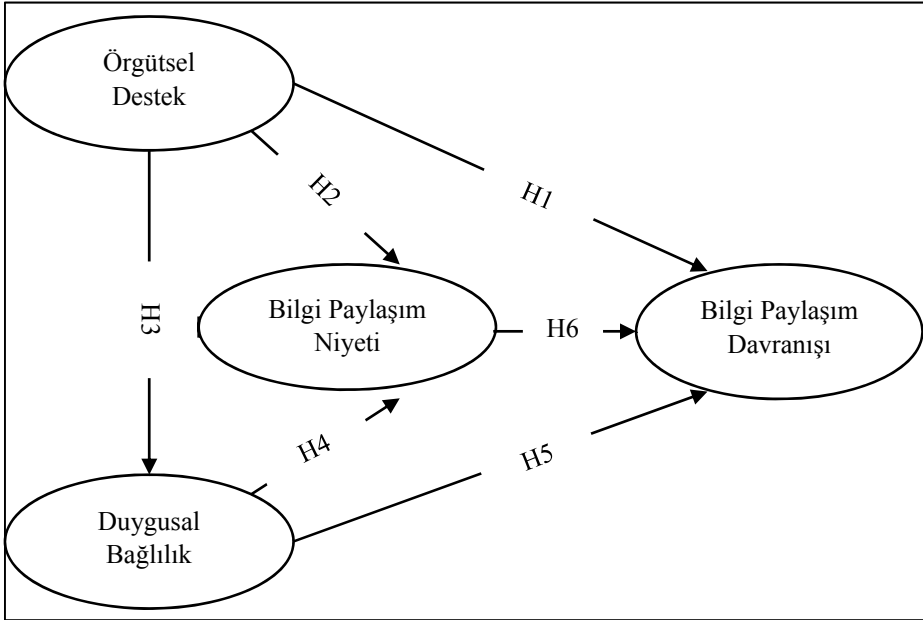 Örgütsel
Destek
H1
H2
H3
Bilgi Paylaşım
Niyeti
H6
Bilgi Paylaşım
Davranışı
H4
H5
Duygusal
Bağlılık